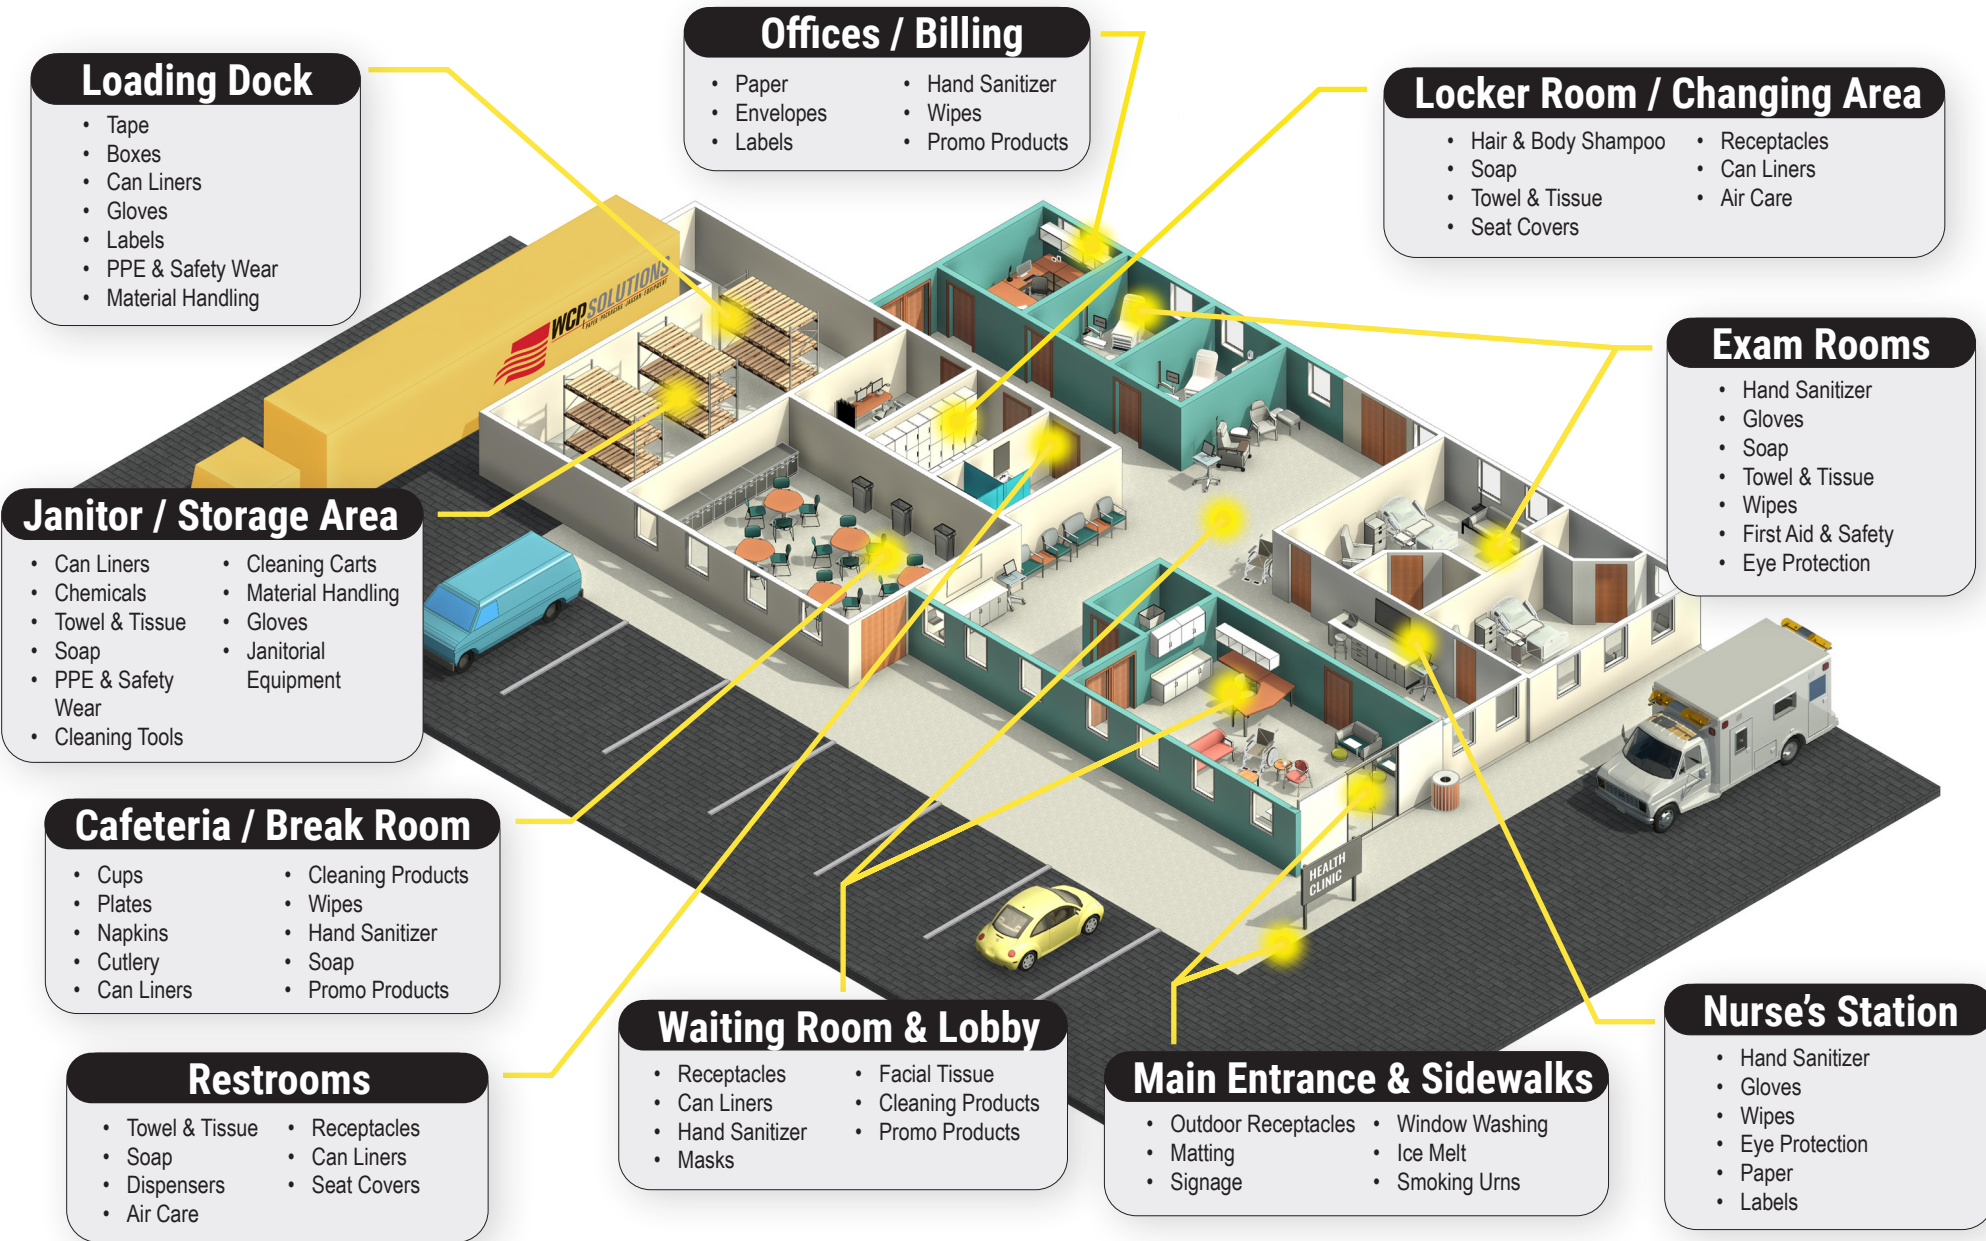 Offices / Billing
• Paper
• Envelopes
• Labels
• Hand Sanitizer
• Wipes
• Promo Products
Loading Dock
• Tape
• Boxes
• Can Liners
• Gloves
• Labels
• PPE & Safety Wear
• Material Handling
Locker Room / Changing Area
• Hair & Body Shampoo
• Soap
• Towel & Tissue
• Seat Covers
• Receptacles
• Can Liners
• Air Care
WCP SOLUTIONS
PAPER · PACKAGING · JANSAN · EQUIPMENT
Exam Rooms
• Hand Sanitizer
• Gloves
• Soap
• Towel & Tissue
• Wipes
• First Aid & Safety
• Eye Protection
Janitor / Storage Area
• Can Liners
• Chemicals
• Towel & Tissue
• Soap
• PPE & Safety
Wear
• Cleaning Tools
• Cleaning Carts
• Material Handling
• Gloves
• Janitorial
Equipment
Cafeteria / Break Room
• Cups
• Plates
• Napkins
• Cutlery
• Can Liners
• Cleaning Products
• Wipes
• Hand Sanitizer
• Soap
• Promo Products
HEALTH
CLINIC
Restrooms
• Towel & Tissue
• Soap
• Dispensers
• Air Care
• Receptacles
• Can Liners
• Seat Covers
Waiting Room & Lobby
• Receptacles
• Can Liners
• Hand Sanitizer
• Masks
• Facial Tissue
• Cleaning Products
• Promo Products
Main Entrance & Sidewalks
• Outdoor Receptacles
• Matting
• Signage
• Window Washing
• Ice Melt
• Smoking Urns
Nurse’s Station
• Hand Sanitizer
• Gloves
• Wipes
• Eye Protection
• Paper
• Labels